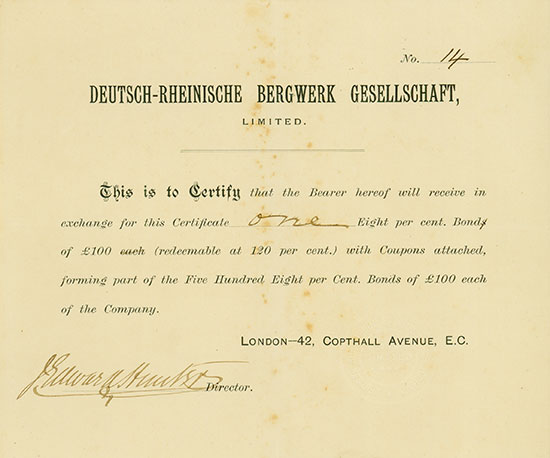 No. 14
DEUTSCH-RHEINISCHE BERGWERK GESELLSCHAFT,
LIMITED.
This is to Certify that the Bearer hereof will receive in
exchange for this Certificate one Eight per cent. Bonds
of £100 each (redeemable at 120 per cent.) with Coupons attached,
forming part of the Five Hundred Eight per Cent. Bonds of £100 each
of the Company.
LONDON—42, COPTHALL AVENUE, E.C.
Director.